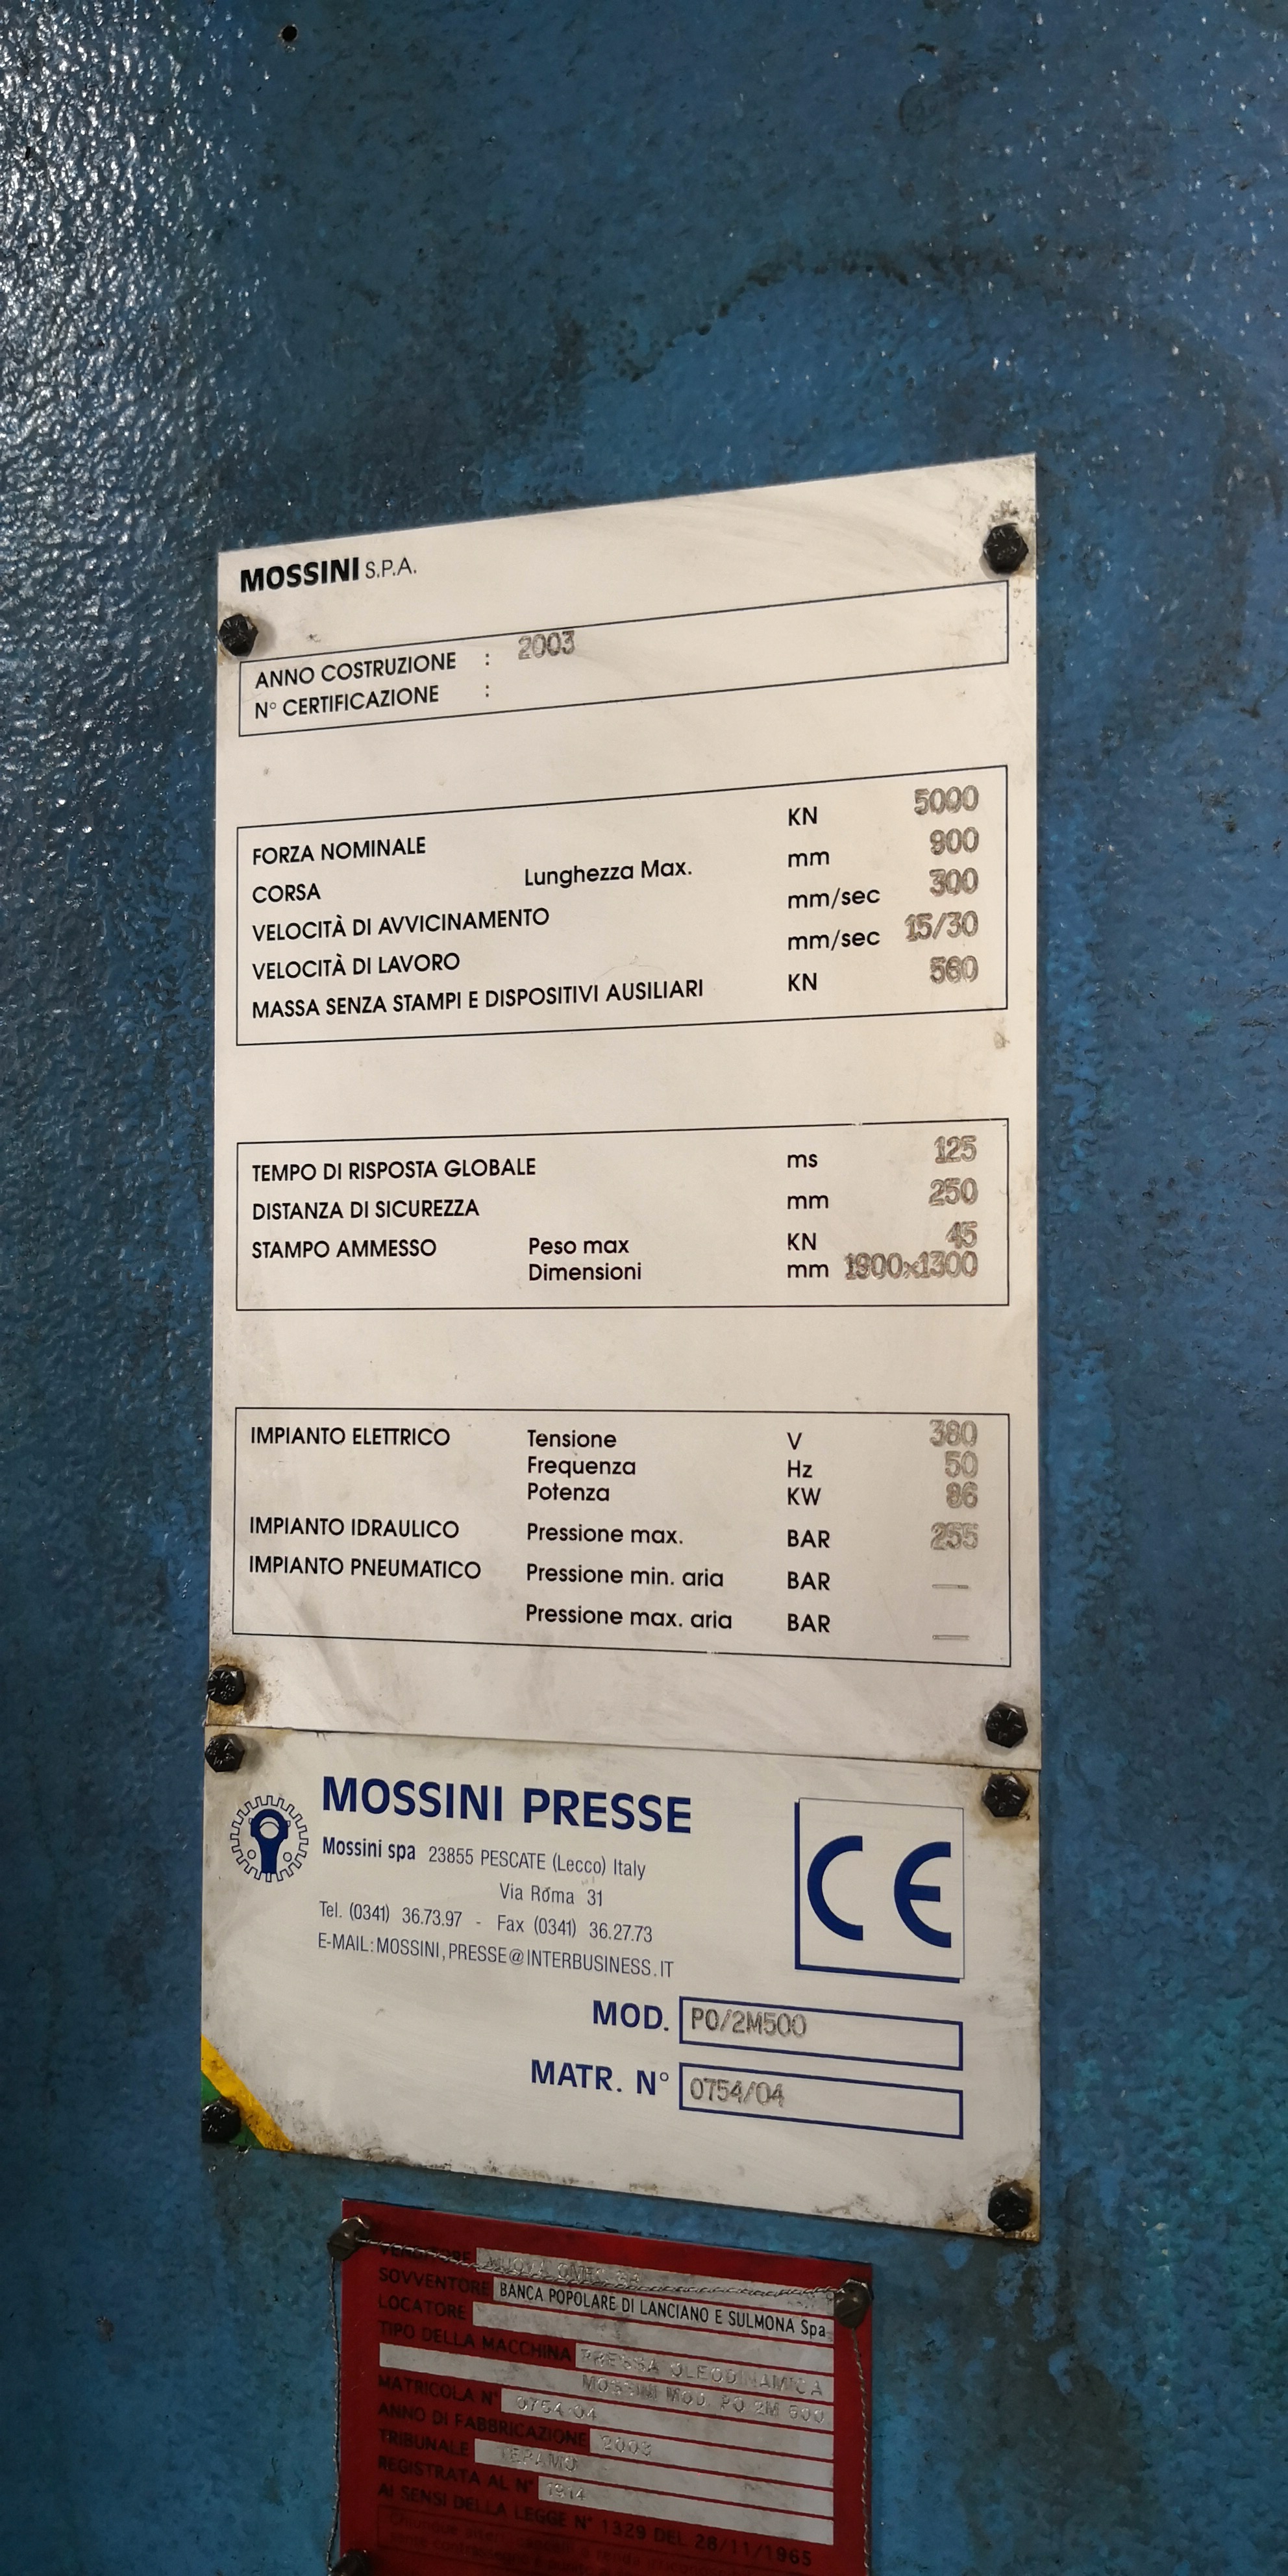 MOSSINI S.P.A.
ANNO COSTRUZIONE : 2003
N° CERTIFICAZIONE :
FORZA NOMINALE KN 5000
CORSA Lunghezza Max. mm 900
VELOCITÀ DI AVVICINAMENTO mm/sec 300
VELOCITÀ DI LAVORO mm/sec 15/30
MASSA SENZA STAMPI E DISPOSITIVI AUSILIARI KN 560
TEMPO DI RISPOSTA GLOBALE ms 125
DISTANZA DI SICUREZZA mm 250
STAMPO AMMESSO Peso max KN 45
Dimensioni mm 1900x1300
IMPIANTO ELETTRICO Tensione V 380
Frequenza Hz 50
Potenza KW 86
IMPIANTO IDRAULICO Pressione max. BAR 255
IMPIANTO PNEUMATICO Pressione min. aria BAR —
Pressione max. aria BAR —
MOSSINI PRESSE
Mossini spa 23855 PESCATE (Lecco) Italy
Via Roma 31
Tel. (0341) 36.73.97 - Fax (0341) 36.27.73
E-MAIL: MOSSINI,PRESSE@INTERBUSINESS.IT
CE
MOD. PO/2M500
MATR. N° 0754/04
VENDITORE NUOVA
SOVVENTORE BANCA POPOLARE DI LANCIANO E SULMONA Spa
LOCATORE
TIPO DELLA MACCHINA PRESSA OLEODINAMICA
MOSSINI MOD. PO 2M 500
MATRICOLA N° 0754 04
ANNO DI FABBRICAZIONE 2003
TRIBUNALE TERAMO
REGISTRATA AL N° 1914
AI SENSI DELLA LEGGE N° 1329 DEL 28/11/1965